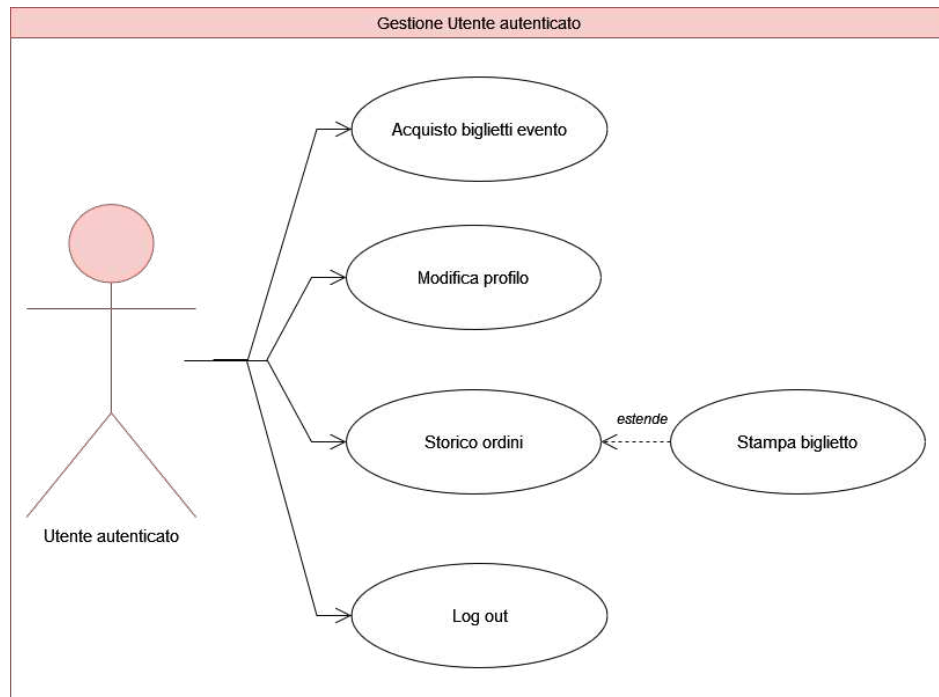 Gestione Utente autenticato
Acquisto biglietti evento
Modifica profilo
Storico ordini
estende
Stampa biglietto
Utente autenticato
Log out